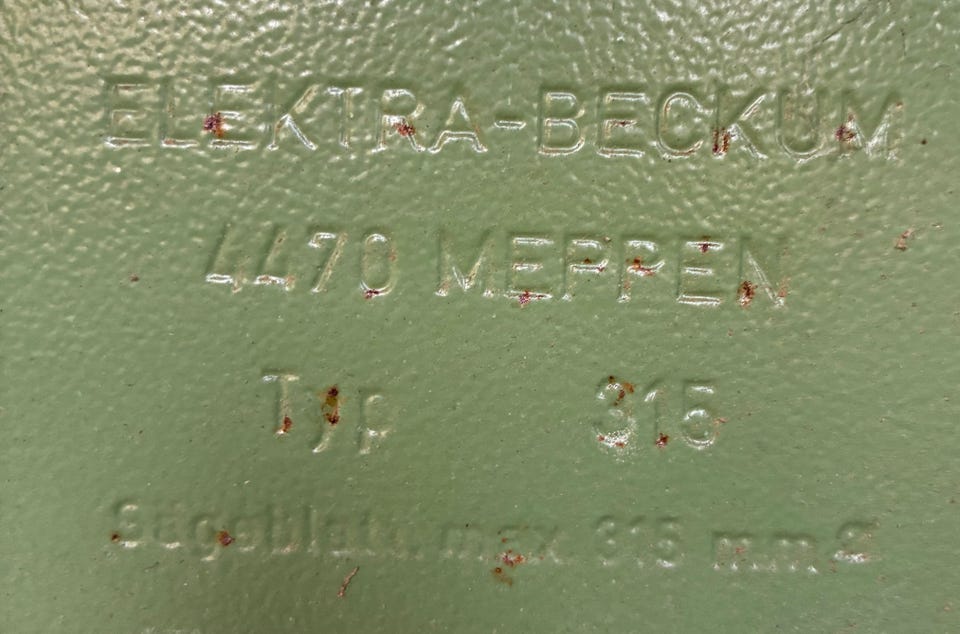 ELEKTRA-BECKUM
4470 MEPPEN
Typ 315
Sägeblatt, max 315 mm Ø